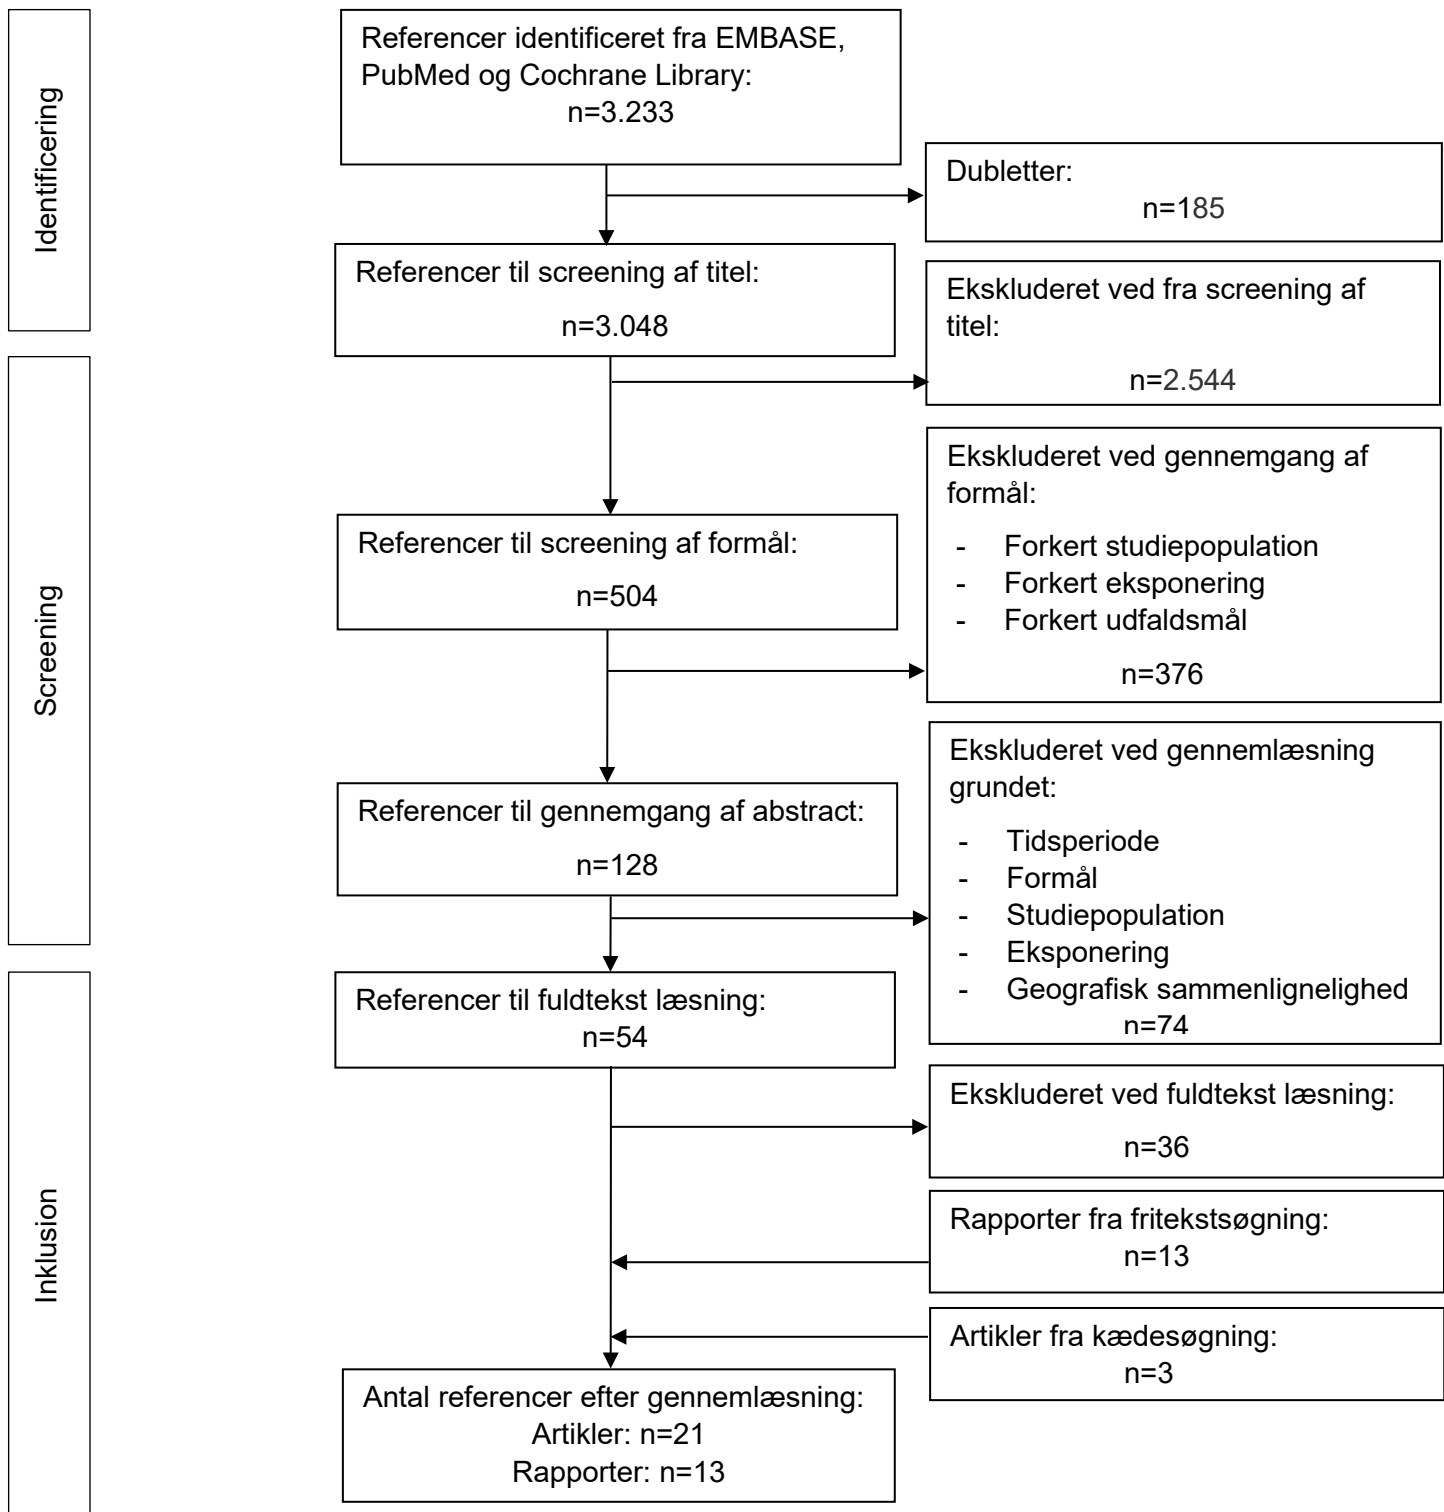 Identificering
Referencer identificeret fra EMBASE,
PubMed og Cochrane Library:
n=3.233
Dubletter:
n=185
Referencer til screening af titel:
n=3.048
Ekskluderet ved fra screening af
titel:
n=2.544
Screening
Ekskluderet ved gennemgang af
formål:
- Forkert studiepopulation
- Forkert eksponering
- Forkert udfaldsmål
n=376
Referencer til screening af formål:
n=504
Ekskluderet ved gennemlæsning
grundet:
- Tidsperiode
- Formål
- Studiepopulation
- Eksponering
- Geografisk sammenlignelighed
n=74
Referencer til gennemgang af abstract:
n=128
Inklusion
Referencer til fuldtekst læsning:
n=54
Ekskluderet ved fuldtekst læsning:
n=36
Rapporter fra fritekstsøgning:
n=13
Artikler fra kædesøgning:
n=3
Antal referencer efter gennemlæsning:
Artikler: n=21
Rapporter: n=13